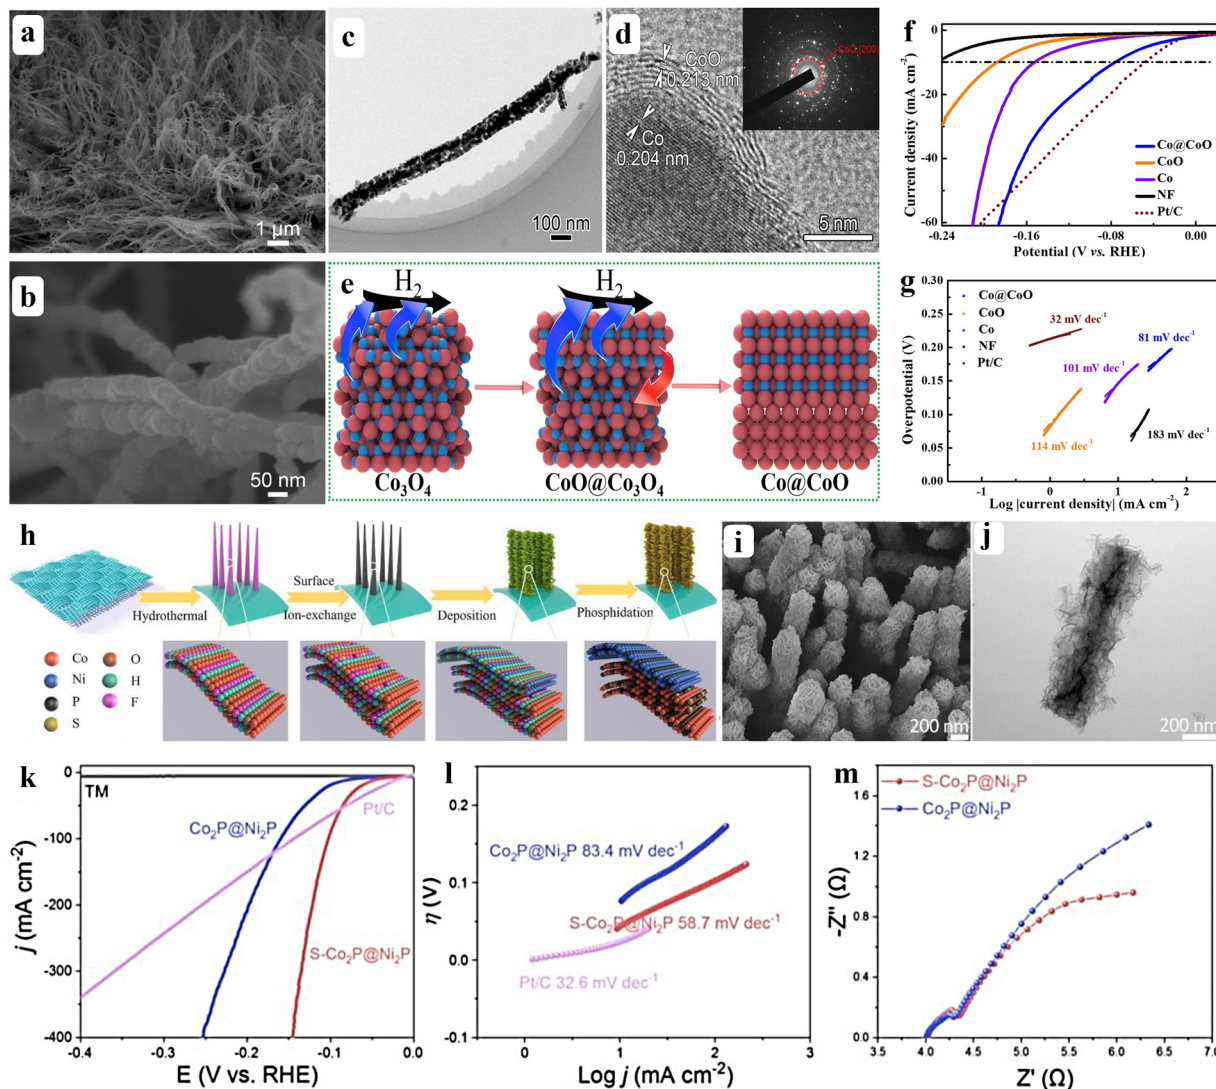 a
1 µm
b
50 nm
c
100 nm
d
CoO
0.213 nm
Co
0.204 nm
CoO (200)
5 nm
e
H₂
H₂
Co₃O₄
CoO@Co₃O₄
Co@CoO
f
Current density (mA cm⁻²)
0
-20
-40
-60
-0.24
-0.16
-0.08
0.00
Potential (V vs. RHE)
Co@CoO
CoO
Co
NF
Pt/C
g
Overpotential (V)
0.30
0.25
0.20
0.15
0.10
0.05
0.00
Co@CoO
CoO
Co
NF
Pt/C
32 mV dec⁻¹
81 mV dec⁻¹
101 mV dec⁻¹
114 mV dec⁻¹
183 mV dec⁻¹
-1
0
1
2
Log |current density| (mA cm⁻²)
h
Hydrothermal
Surface
Ion-exchange
Deposition
Phosphidation
Co
O
Ni
H
P
F
S
i
200 nm
j
200 nm
k
TM
Pt/C
Co₂P@Ni₂P
S-Co₂P@Ni₂P
j (mA cm⁻²)
0
-100
-200
-300
-400
-0.4
-0.3
-0.2
-0.1
0.0
E (V vs. RHE)
l
η (V)
0.2
0.1
0.0
-0.1
Co₂P@Ni₂P 83.4 mV dec⁻¹
S-Co₂P@Ni₂P 58.7 mV dec⁻¹
Pt/C 32.6 mV dec⁻¹
0
1
2
3
Log j (mA cm⁻²)
m
S-Co₂P@Ni₂P
Co₂P@Ni₂P
-Z" (Ω)
1.6
1.2
0.8
0.4
0.0
3.5
4.0
4.5
5.0
5.5
6.0
6.5
7.0
Z' (Ω)